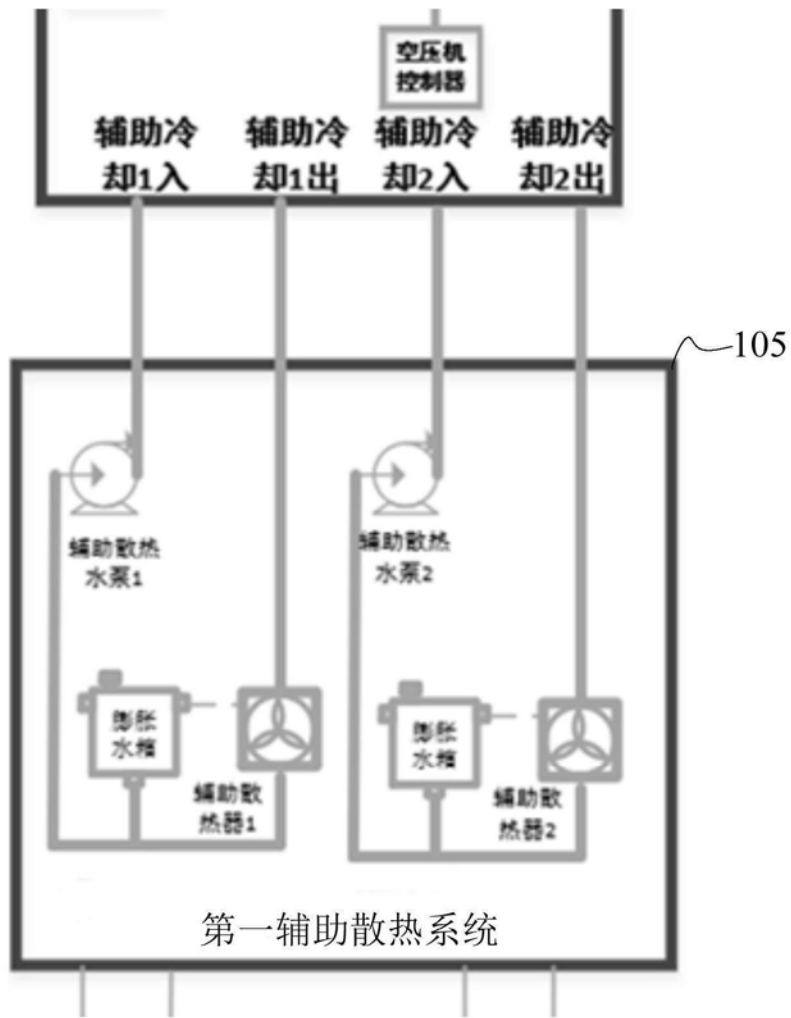 空压机
控制器
辅助冷
却1入
辅助冷
却1出
辅助冷
却2入
辅助冷
却2出
105
辅助散热
水泵1
辅助散热
水泵2
膨胀
水箱
辅助散
热器1
膨胀
水箱
辅助散
热器2
第一辅助散热系统